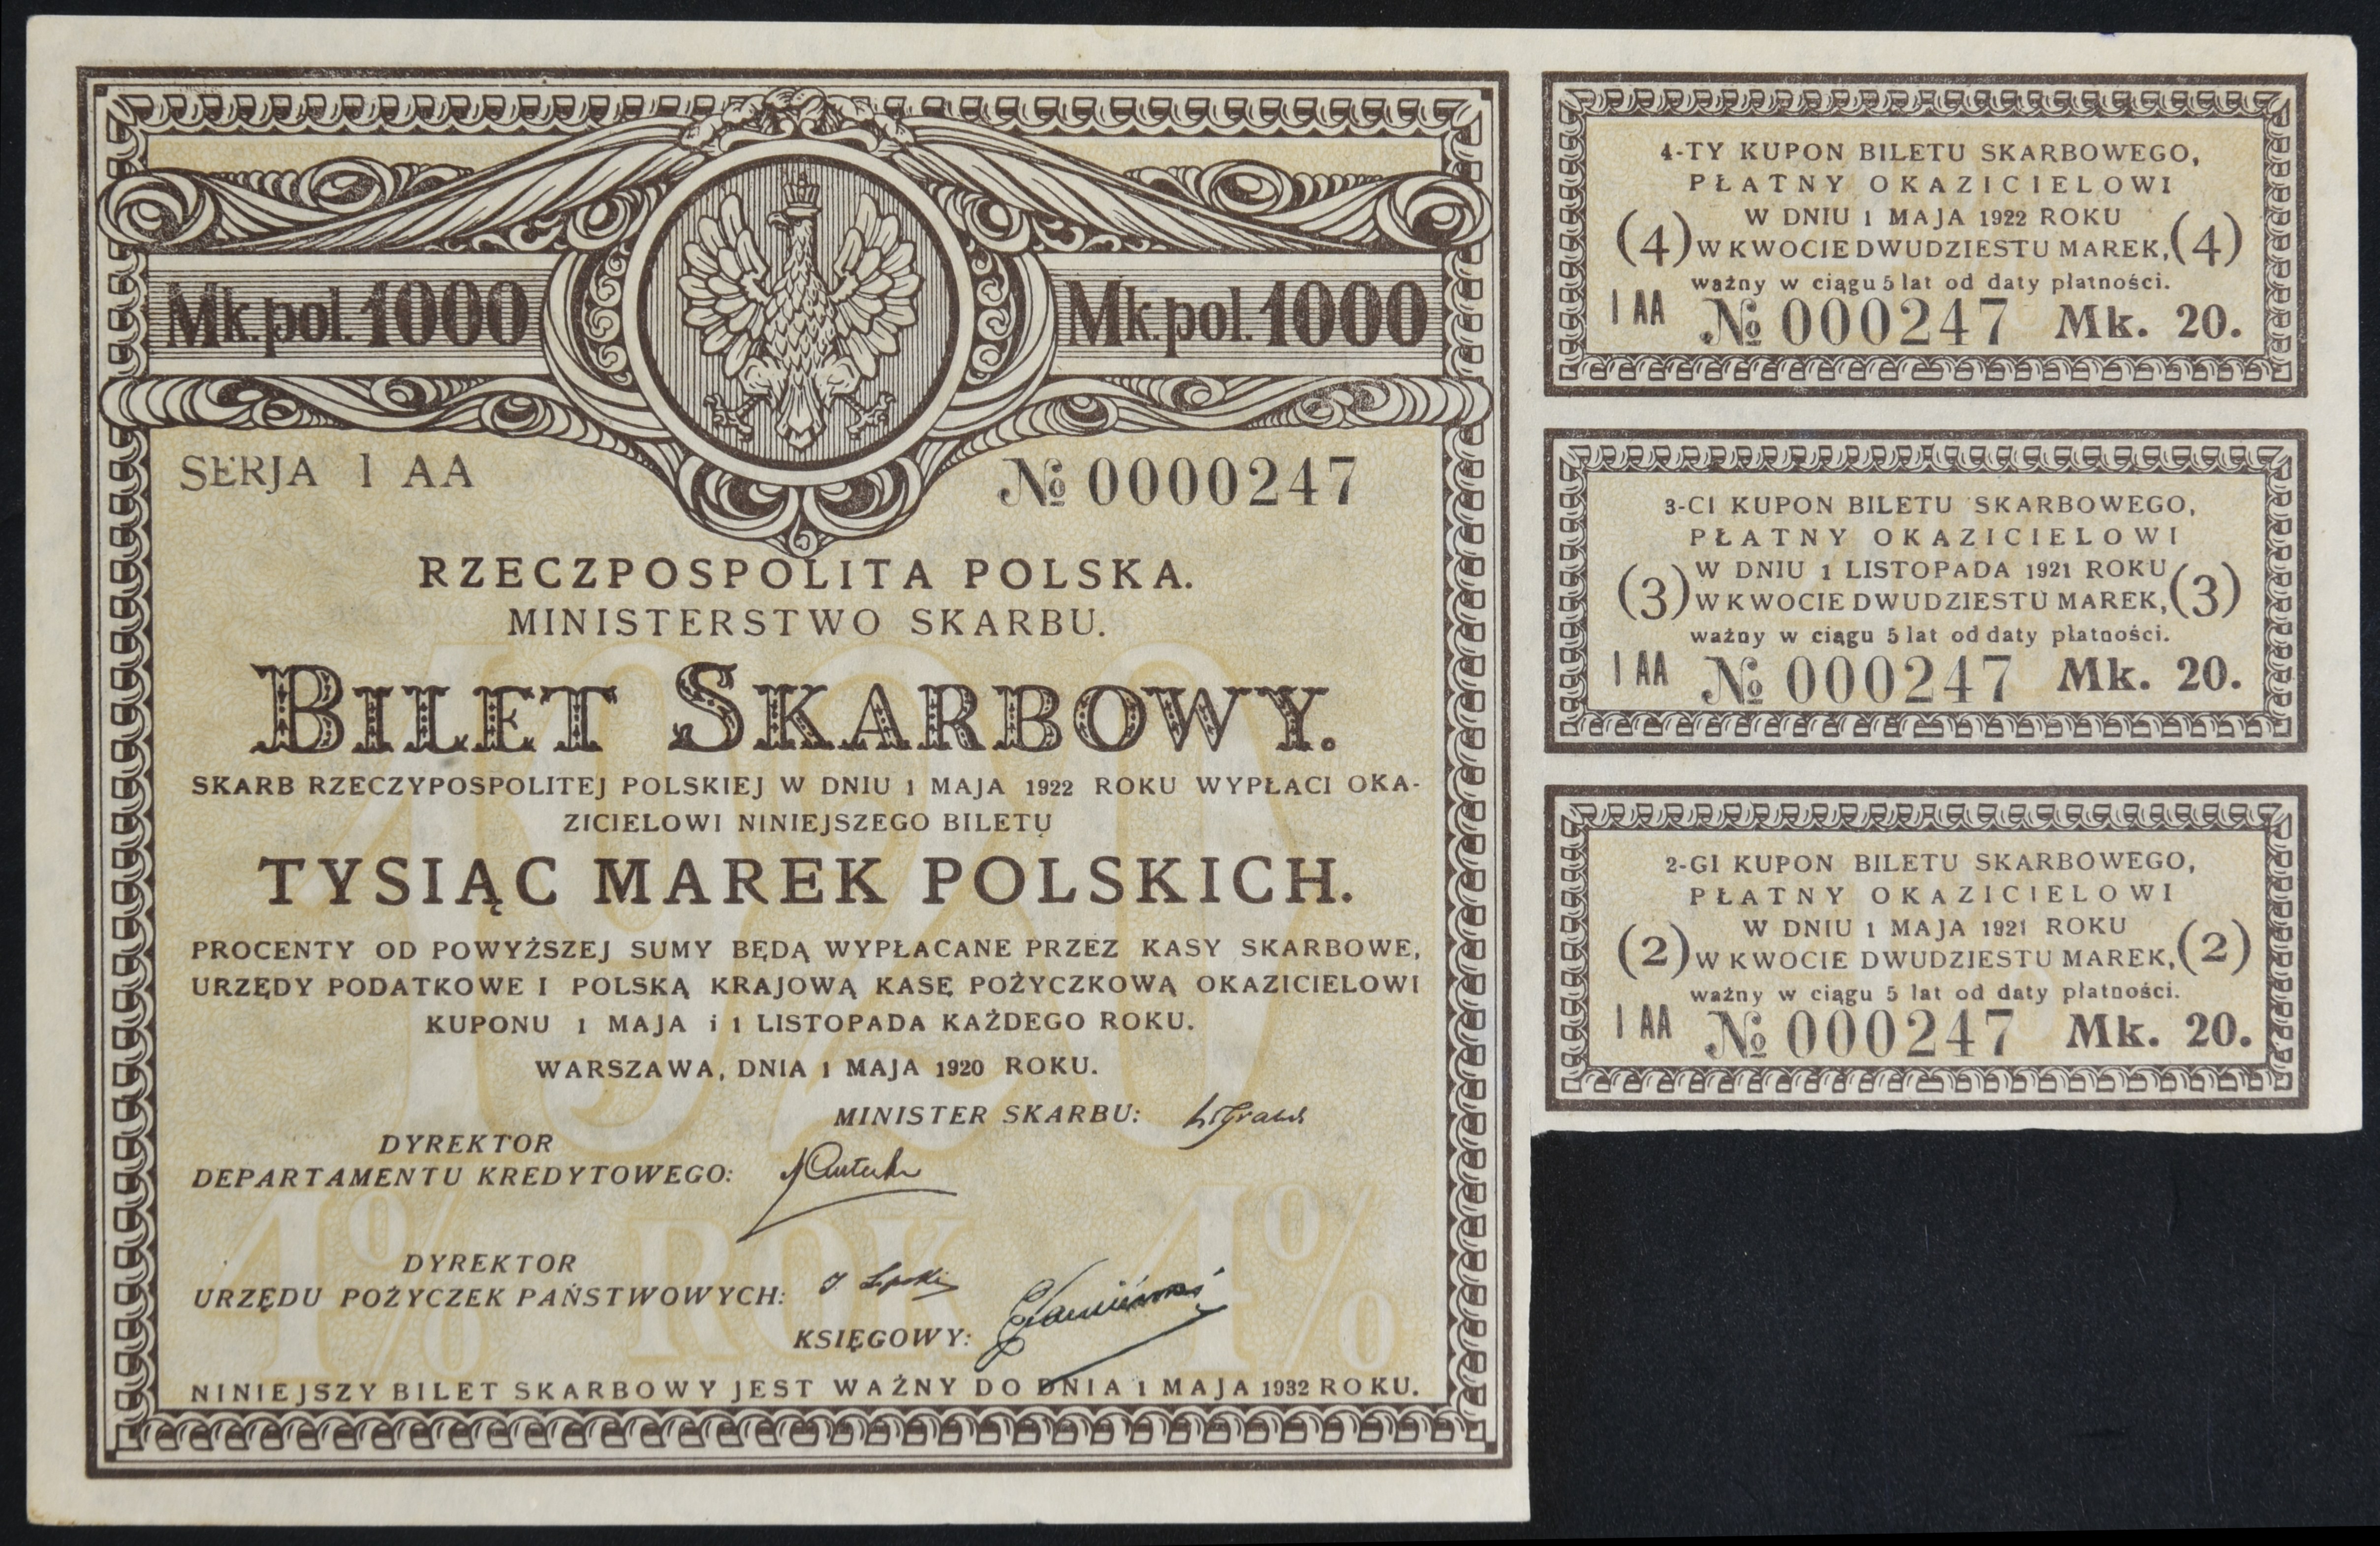 Mk.pol. 1000
Mk.pol. 1000
SERJA I AA
№ 0000247
RZECZPOSPOLITA POLSKA.
MINISTERSTWO SKARBU.
BILET SKARBOWY.
SKARB RZECZYPOSPOLITEJ POLSKIEJ W DNIU 1 MAJA 1922 ROKU WYPŁACI OKA-
ZICIELOWI NINIEJSZEGO BILETU
TYSIĄC MAREK POLSKICH.
PROCENTY OD POWYŻSZEJ SUMY BĘDĄ WYPŁACANE PRZEZ KASY SKARBOWE,
URZĘDY PODATKOWE I POLSKĄ KRAJOWĄ KASĘ POŻYCZKOWĄ OKAZICIELOWI
KUPONU 1 MAJA i 1 LISTOPADA KAŻDEGO ROKU.
WARSZAWA, DNIA 1 MAJA 1920 ROKU.
MINISTER SKARBU:
DYREKTOR
DEPARTAMENTU KREDYTOWEGO:
DYREKTOR
URZĘDU POŻYCZEK PAŃSTWOWYCH:
KSIĘGOWY:
1920
4% ROK 4%
NINIEJSZY BILET SKARBOWY JEST WAŻNY DO DNIA 1 MAJA 1932 ROKU.
4-TY KUPON BILETU SKARBOWEGO,
PŁATNY OKAZICIELOWI
W DNIU 1 MAJA 1922 ROKU
(4) W KWOCIE DWUDZIESTU MAREK, (4)
ważny w ciągu 5 lat od daty płatności.
I AA № 000247 Mk. 20.
3-CI KUPON BILETU SKARBOWEGO,
PŁATNY OKAZICIELOWI
W DNIU 1 LISTOPADA 1921 ROKU
(3) W KWOCIE DWUDZIESTU MAREK, (3)
ważny w ciągu 5 lat od daty płatności.
I AA № 000247 Mk. 20.
2-GI KUPON BILETU SKARBOWEGO,
PŁATNY OKAZICIELOWI
W DNIU 1 MAJA 1921 ROKU
(2) W KWOCIE DWUDZIESTU MAREK, (2)
ważny w ciągu 5 lat od daty płatności.
I AA № 000247 Mk. 20.